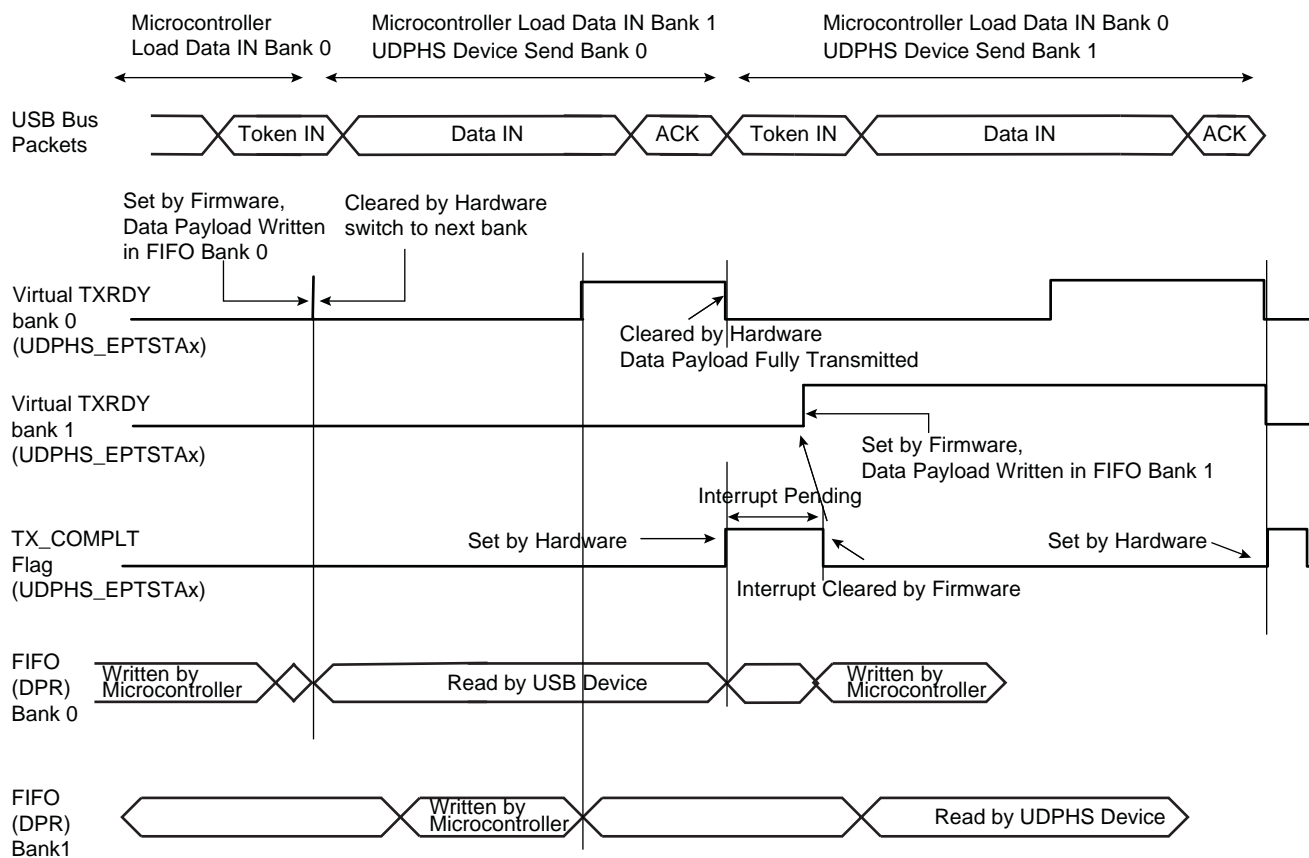 Microcontroller
Load Data IN Bank 0
Microcontroller Load Data IN Bank 1
UDPHS Device Send Bank 0
Microcontroller Load Data IN Bank 0
UDPHS Device Send Bank 1
USB Bus
Packets
Token IN
Data IN
ACK
Token IN
Data IN
ACK
Set by Firmware,
Data Payload Written
in FIFO Bank 0
Cleared by Hardware
switch to next bank
Virtual TXRDY
bank 0
(UDPHS_EPTSTAx)
Cleared by Hardware
Data Payload Fully Transmitted
Virtual TXRDY
bank 1
(UDPHS_EPTSTAx)
Set by Firmware,
Data Payload Written in FIFO Bank 1
Interrupt Pending
TX_COMPLT
Flag
(UDPHS_EPTSTAx)
Set by Hardware
Set by Hardware
Interrupt Cleared by Firmware
FIFO
(DPR)
Bank 0
Written by
Microcontroller
Read by USB Device
Written by
Microcontroller
FIFO
(DPR)
Bank1
Written by
Microcontroller
Read by UDPHS Device